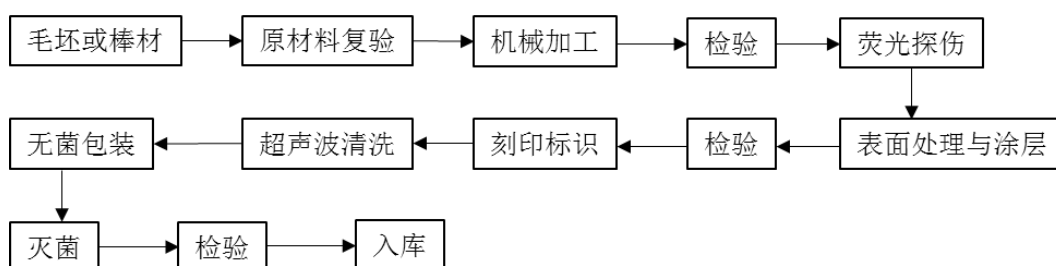 毛坯或棒材
原材料复验
机械加工
检验
荧光探伤
表面处理与涂层
检验
刻印标识
超声波清洗
无菌包装
灭菌
检验
入库